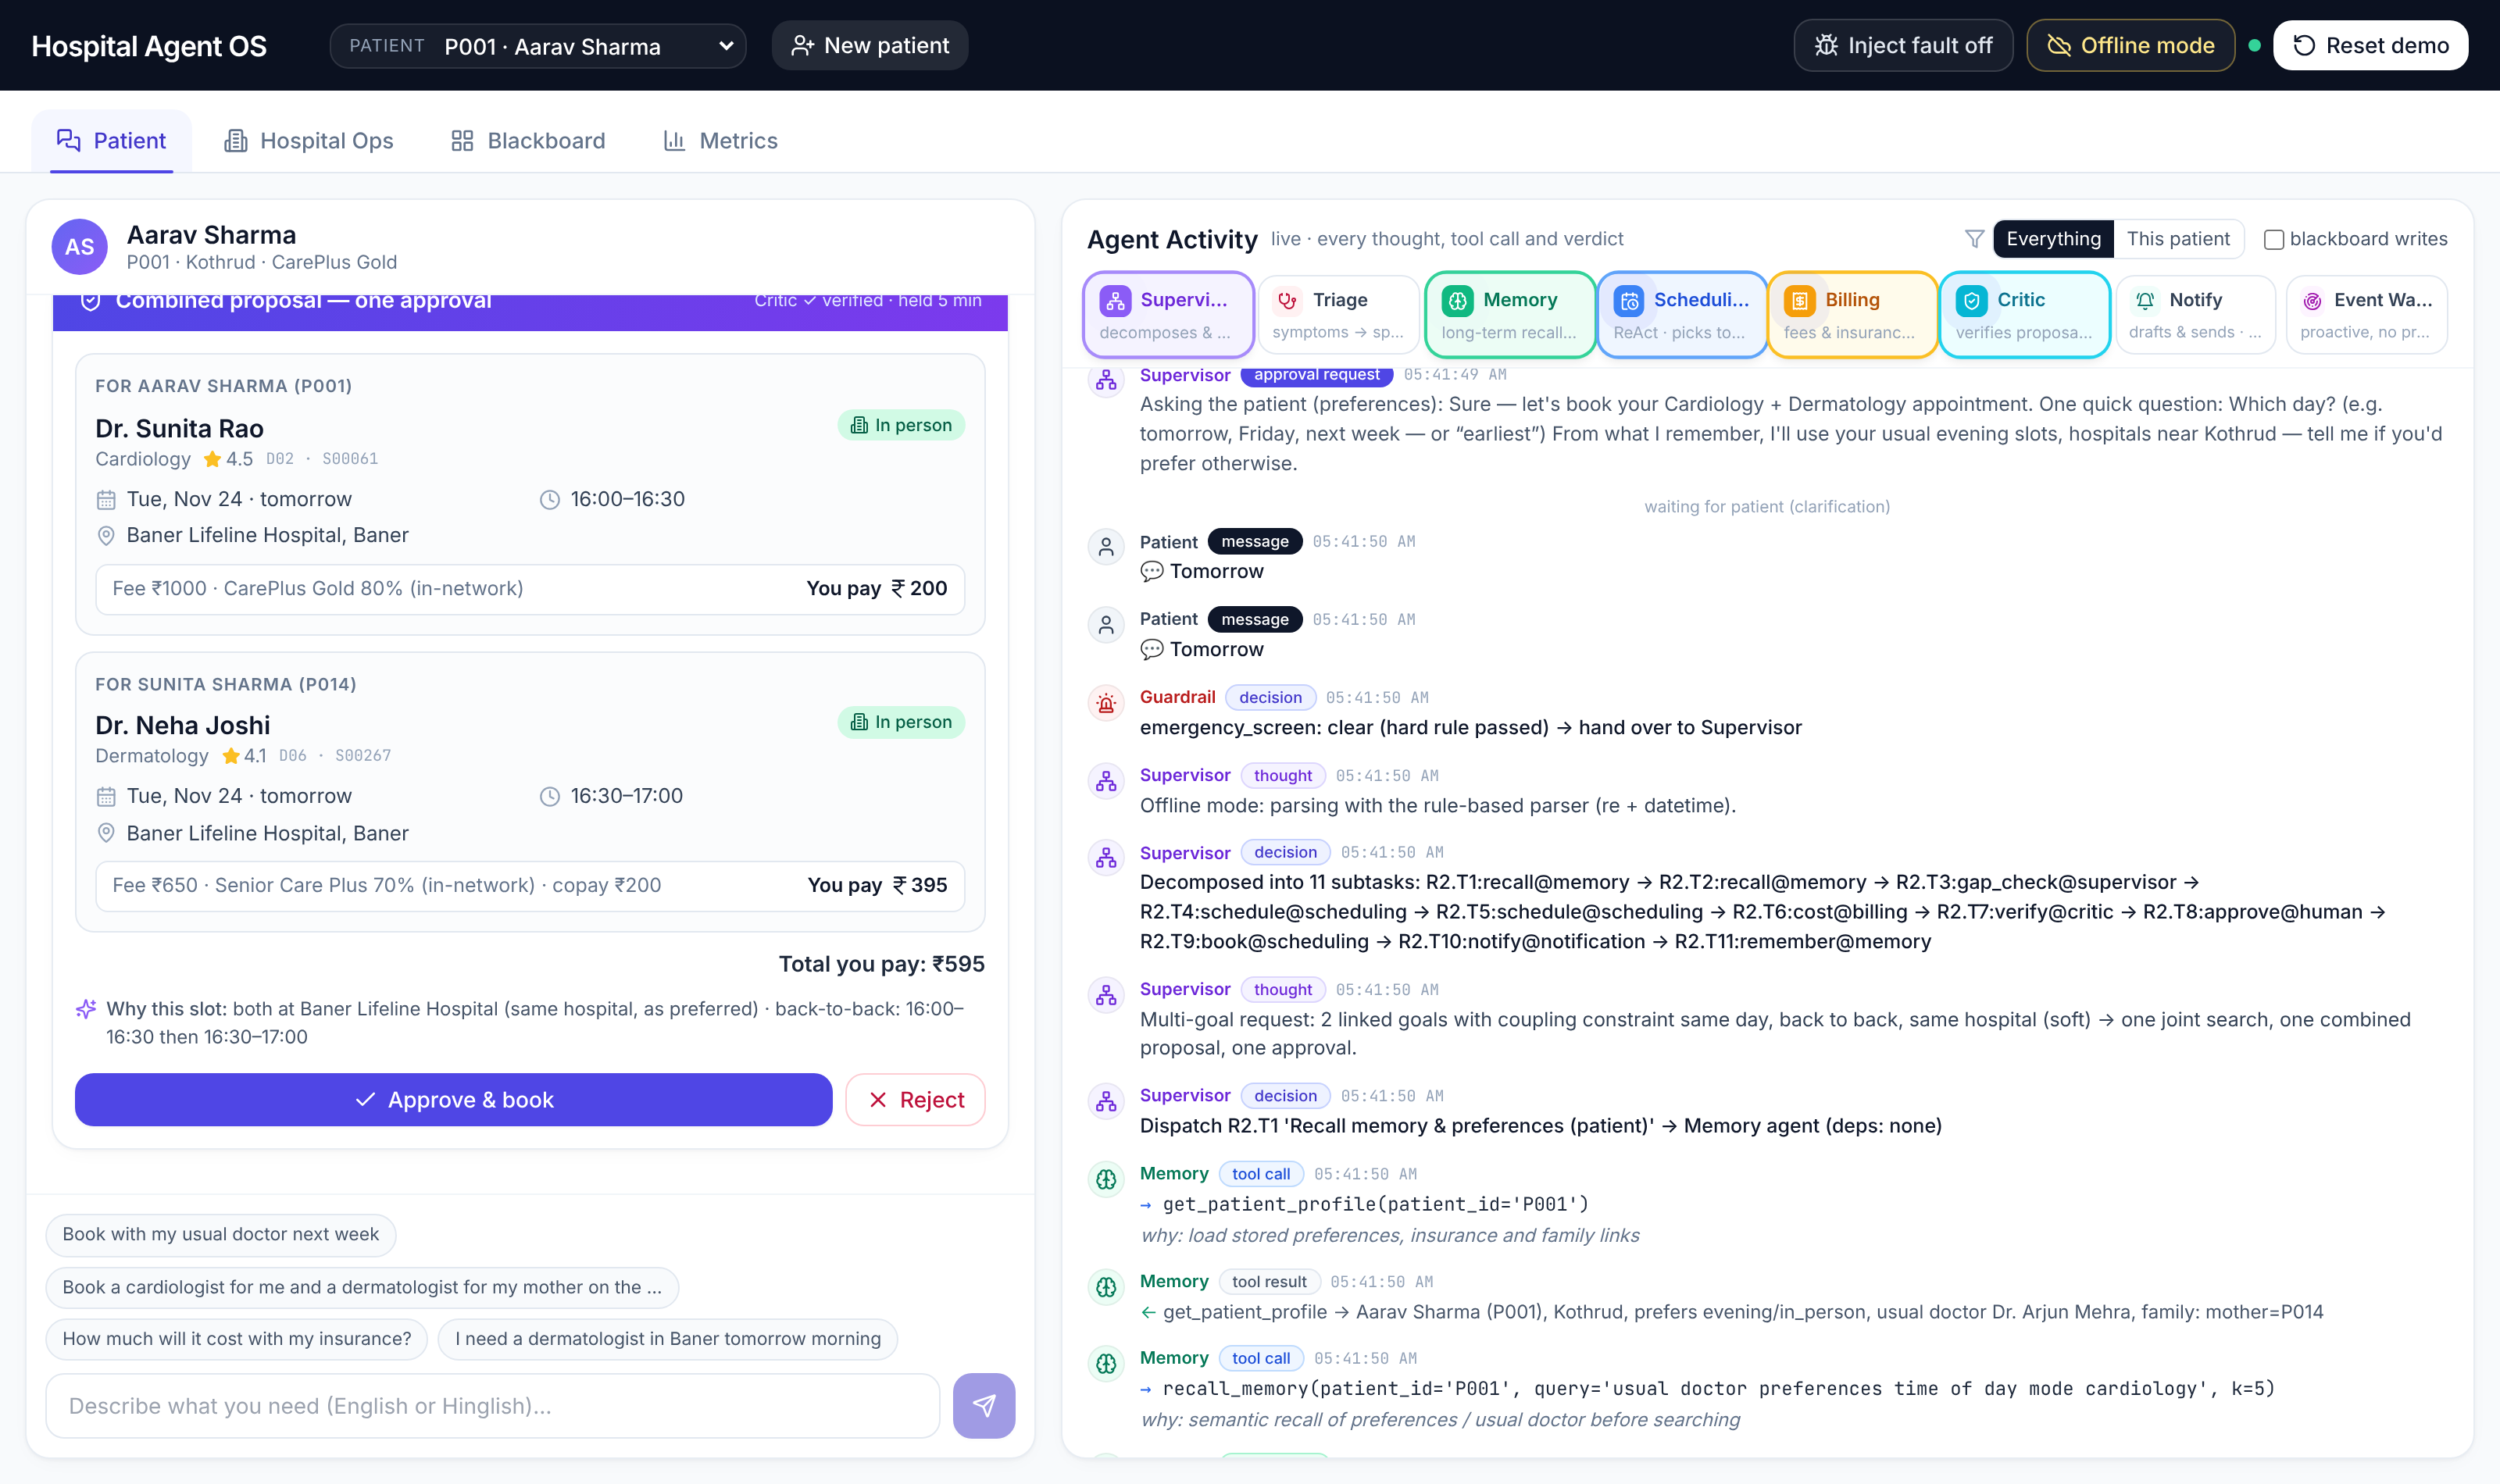 Hospital Agent OS
PATIENT P001 · Aarav Sharma
New patient
Inject fault off
Offline mode
Reset demo
Patient
Hospital Ops
Blackboard
Metrics
AS
Aarav Sharma
P001 · Kothrud · CarePlus Gold
Combined proposal — one approval
Critic ✓ verified · held 5 min
FOR AARAV SHARMA (P001)
Dr. Sunita Rao
In person
Cardiology ⭐ 4.5 D02 · S00061
Tue, Nov 24 · tomorrow
16:00–16:30
Baner Lifeline Hospital, Baner
Fee ₹1000 · CarePlus Gold 80% (in-network)
You pay ₹ 200
FOR SUNITA SHARMA (P014)
Dr. Neha Joshi
In person
Dermatology ⭐ 4.1 D06 · S00267
Tue, Nov 24 · tomorrow
16:30–17:00
Baner Lifeline Hospital, Baner
Fee ₹650 · Senior Care Plus 70% (in-network) · copay ₹200
You pay ₹ 395
Total you pay: ₹595
Why this slot: both at Baner Lifeline Hospital (same hospital, as preferred) · back-to-back: 16:00–
16:30 then 16:30–17:00
✓ Approve & book
✕ Reject
Book with my usual doctor next week
Book a cardiologist for me and a dermatologist for my mother on the ...
How much will it cost with my insurance?
I need a dermatologist in Baner tomorrow morning
Describe what you need (English or Hinglish)...
Agent Activity
live · every thought, tool call and verdict
Everything
This patient
blackboard writes
Supervi...
decomposes & ...
Triage
symptoms → sp...
Memory
long-term recall...
Scheduli...
ReAct · picks to...
Billing
fees & insuranc...
Critic
verifies proposa...
Notify
drafts & sends · ...
Event Wa...
proactive, no pr...
Supervisor approval request 05:41:49 AM
Asking the patient (preferences): Sure — let's book your Cardiology + Dermatology appointment. One quick question: Which day? (e.g.
tomorrow, Friday, next week — or “earliest”) From what I remember, I'll use your usual evening slots, hospitals near Kothrud — tell me if you'd
prefer otherwise.
waiting for patient (clarification)
Patient message 05:41:50 AM
💬 Tomorrow
Patient message 05:41:50 AM
💬 Tomorrow
Guardrail decision 05:41:50 AM
emergency_screen: clear (hard rule passed) → hand over to Supervisor
Supervisor thought 05:41:50 AM
Offline mode: parsing with the rule-based parser (re + datetime).
Supervisor decision 05:41:50 AM
Decomposed into 11 subtasks: R2.T1:recall@memory → R2.T2:recall@memory → R2.T3:gap_check@supervisor →
R2.T4:schedule@scheduling → R2.T5:schedule@scheduling → R2.T6:cost@billing → R2.T7:verify@critic → R2.T8:approve@human →
R2.T9:book@scheduling → R2.T10:notify@notification → R2.T11:remember@memory
Supervisor thought 05:41:50 AM
Multi-goal request: 2 linked goals with coupling constraint same day, back to back, same hospital (soft) → one joint search, one combined
proposal, one approval.
Supervisor decision 05:41:50 AM
Dispatch R2.T1 'Recall memory & preferences (patient)' → Memory agent (deps: none)
Memory tool call 05:41:50 AM
→ get_patient_profile(patient_id='P001')
why: load stored preferences, insurance and family links
Memory tool result 05:41:50 AM
← get_patient_profile → Aarav Sharma (P001), Kothrud, prefers evening/in_person, usual doctor Dr. Arjun Mehra, family: mother=P014
Memory tool call 05:41:50 AM
→ recall_memory(patient_id='P001', query='usual doctor preferences time of day mode cardiology', k=5)
why: semantic recall of preferences / usual doctor before searching